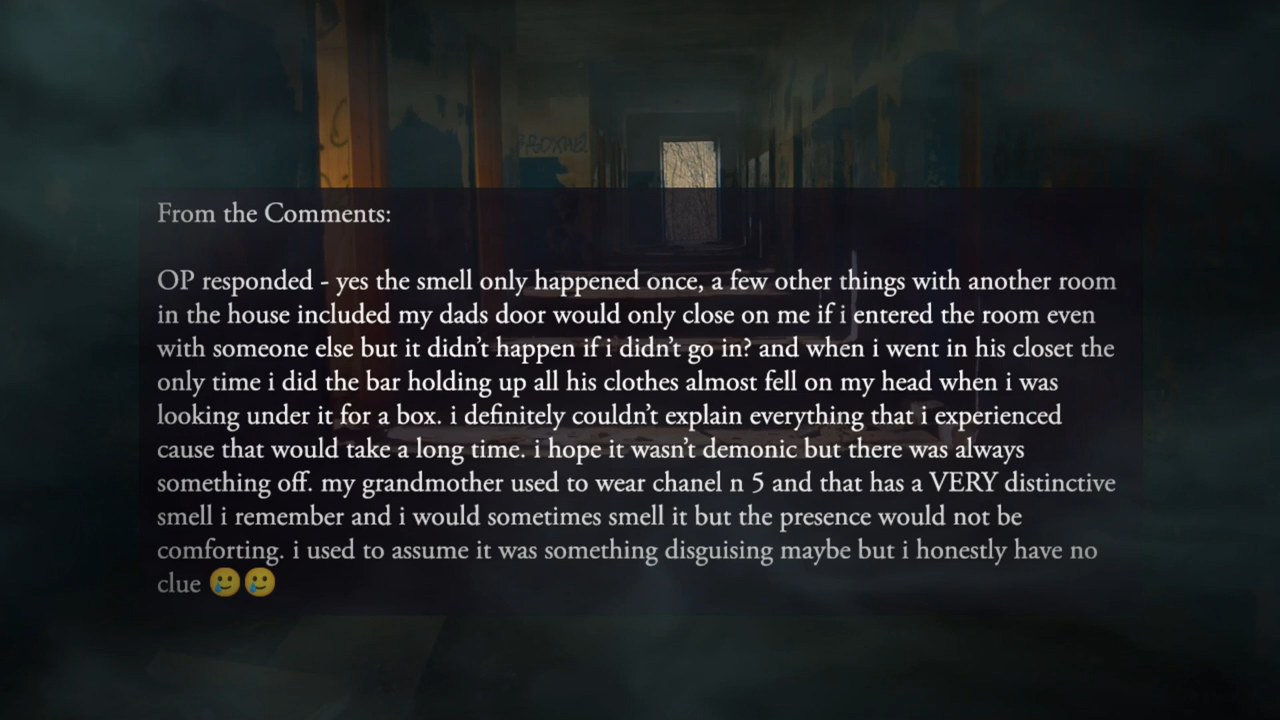 From the Comments:
OP responded - yes the smell only happened once, a few other things with another room
in the house included my dads door would only close on me if i entered the room even
with someone else but it didn’t happen if i didn’t go in? and when i went in his closet the
only time i did the bar holding up all his clothes almost fell on my head when i was
looking under it for a box. i definitely couldn’t explain everything that i experienced
cause that would take a long time. i hope it wasn’t demonic but there was always
something off. my grandmother used to wear chanel n 5 and that has a VERY distinctive
smell i remember and i would sometimes smell it but the presence would not be
comforting. i used to assume it was something disguising maybe but i honestly have no
clue 🥲🥲